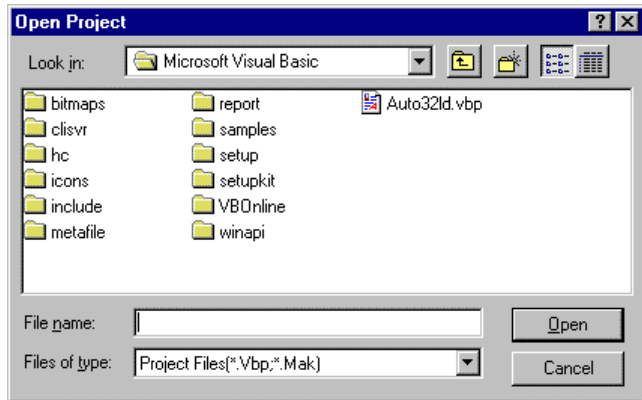 Open Project
Look in: Microsoft Visual Basic
bitmaps report Auto32ld.vbp
clisvr samples
hc setup
icons setupkit
include VBOnline
metafile winapi
File name: Open
Files of type: Project Files(*.Vbp;*.Mak) Cancel